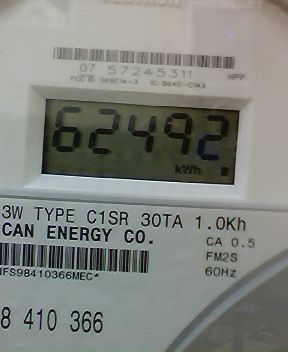 07 57245311
62492
kWh
3W TYPE C1SR 30TA 1.0Kh
CAN ENERGY CO.
CA 0.5
FM2S
60Hz
NFS98410366MEC*
8 410 366